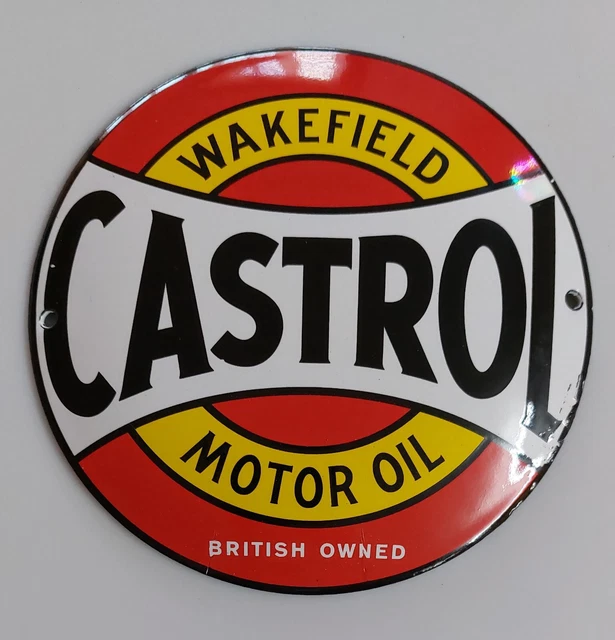 WAKEFIELD
CASTROL
MOTOR OIL
BRITISH OWNED